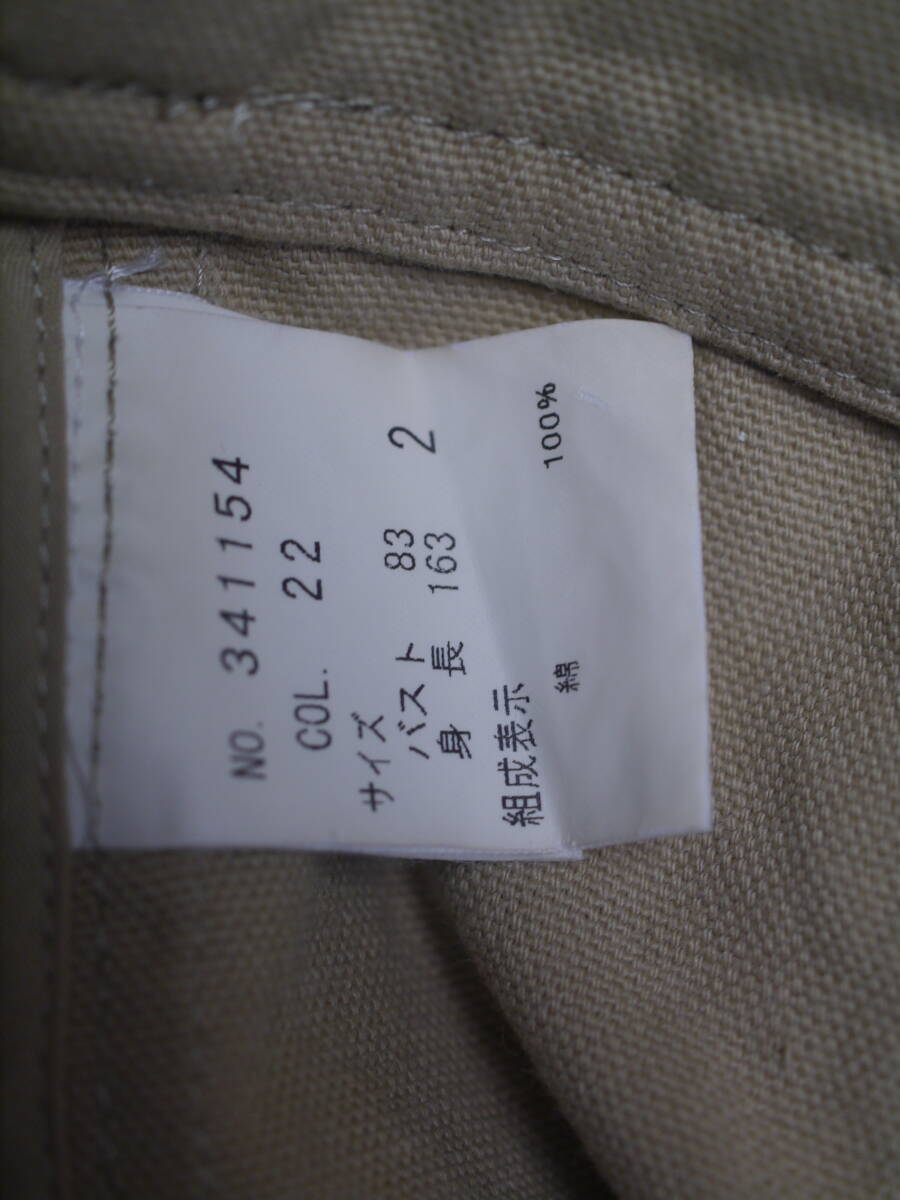 NO. 341154
COL. 22
サイズ 2
バスト 83
身長 163
組成表示
綿 100%